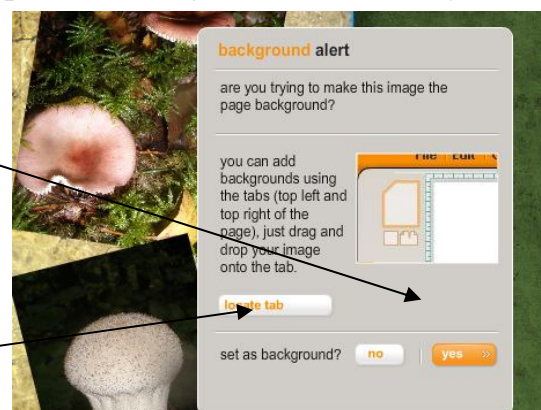 background alert
are you trying to make this image the
page background?
you can add
backgrounds using
the tabs (top left and
top right of the
page), just drag and
drop your image
onto the tab.
File Edit
locate tab
set as background?
no
yes »